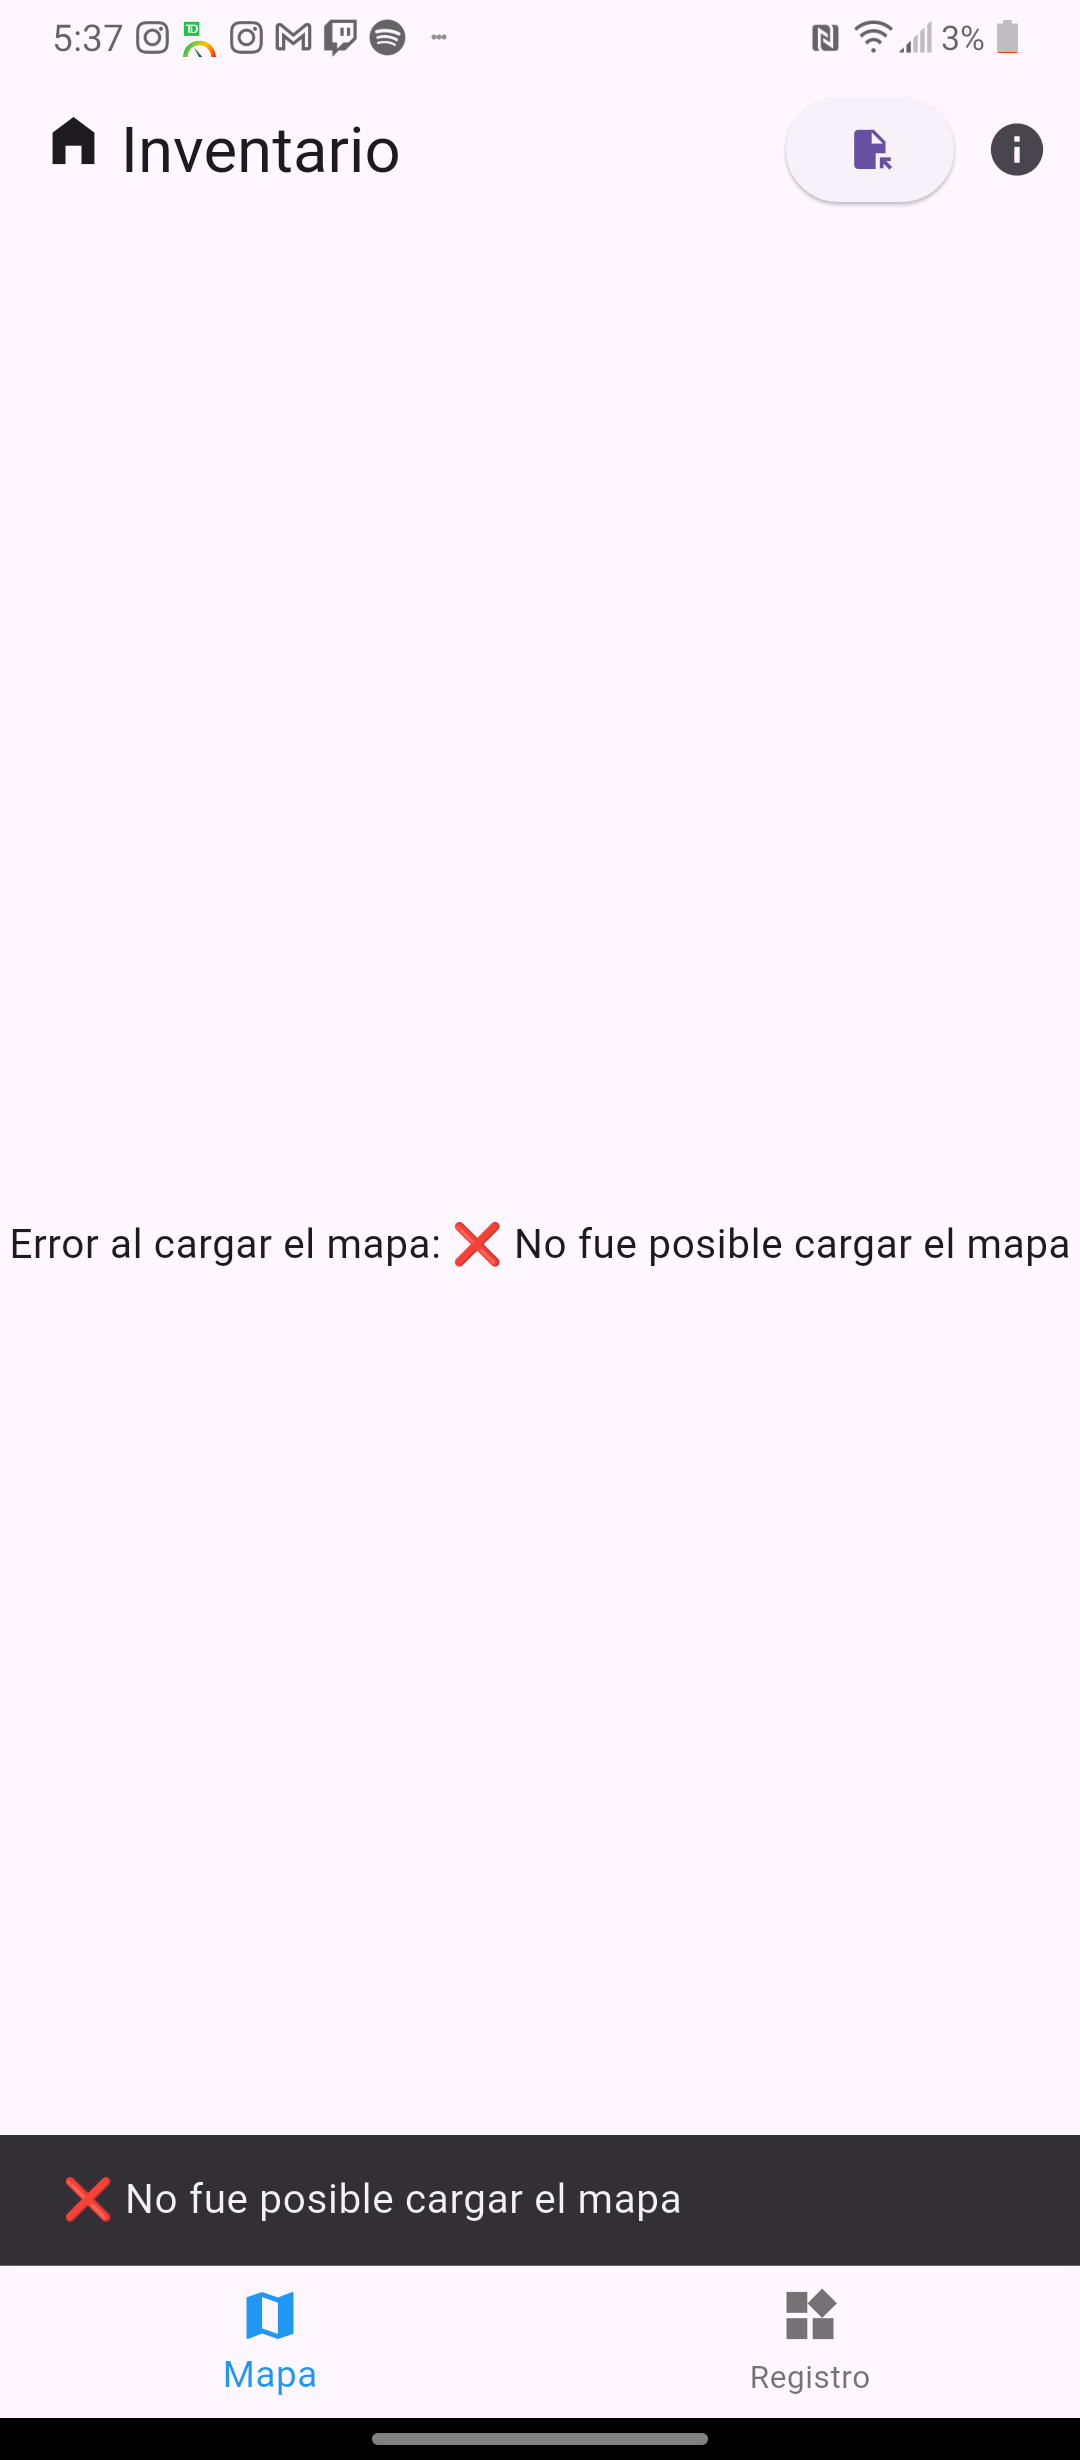 5:37 3%
Inventario
Error al cargar el mapa: ❌ No fue posible cargar el mapa
❌ No fue posible cargar el mapa
Mapa Registro